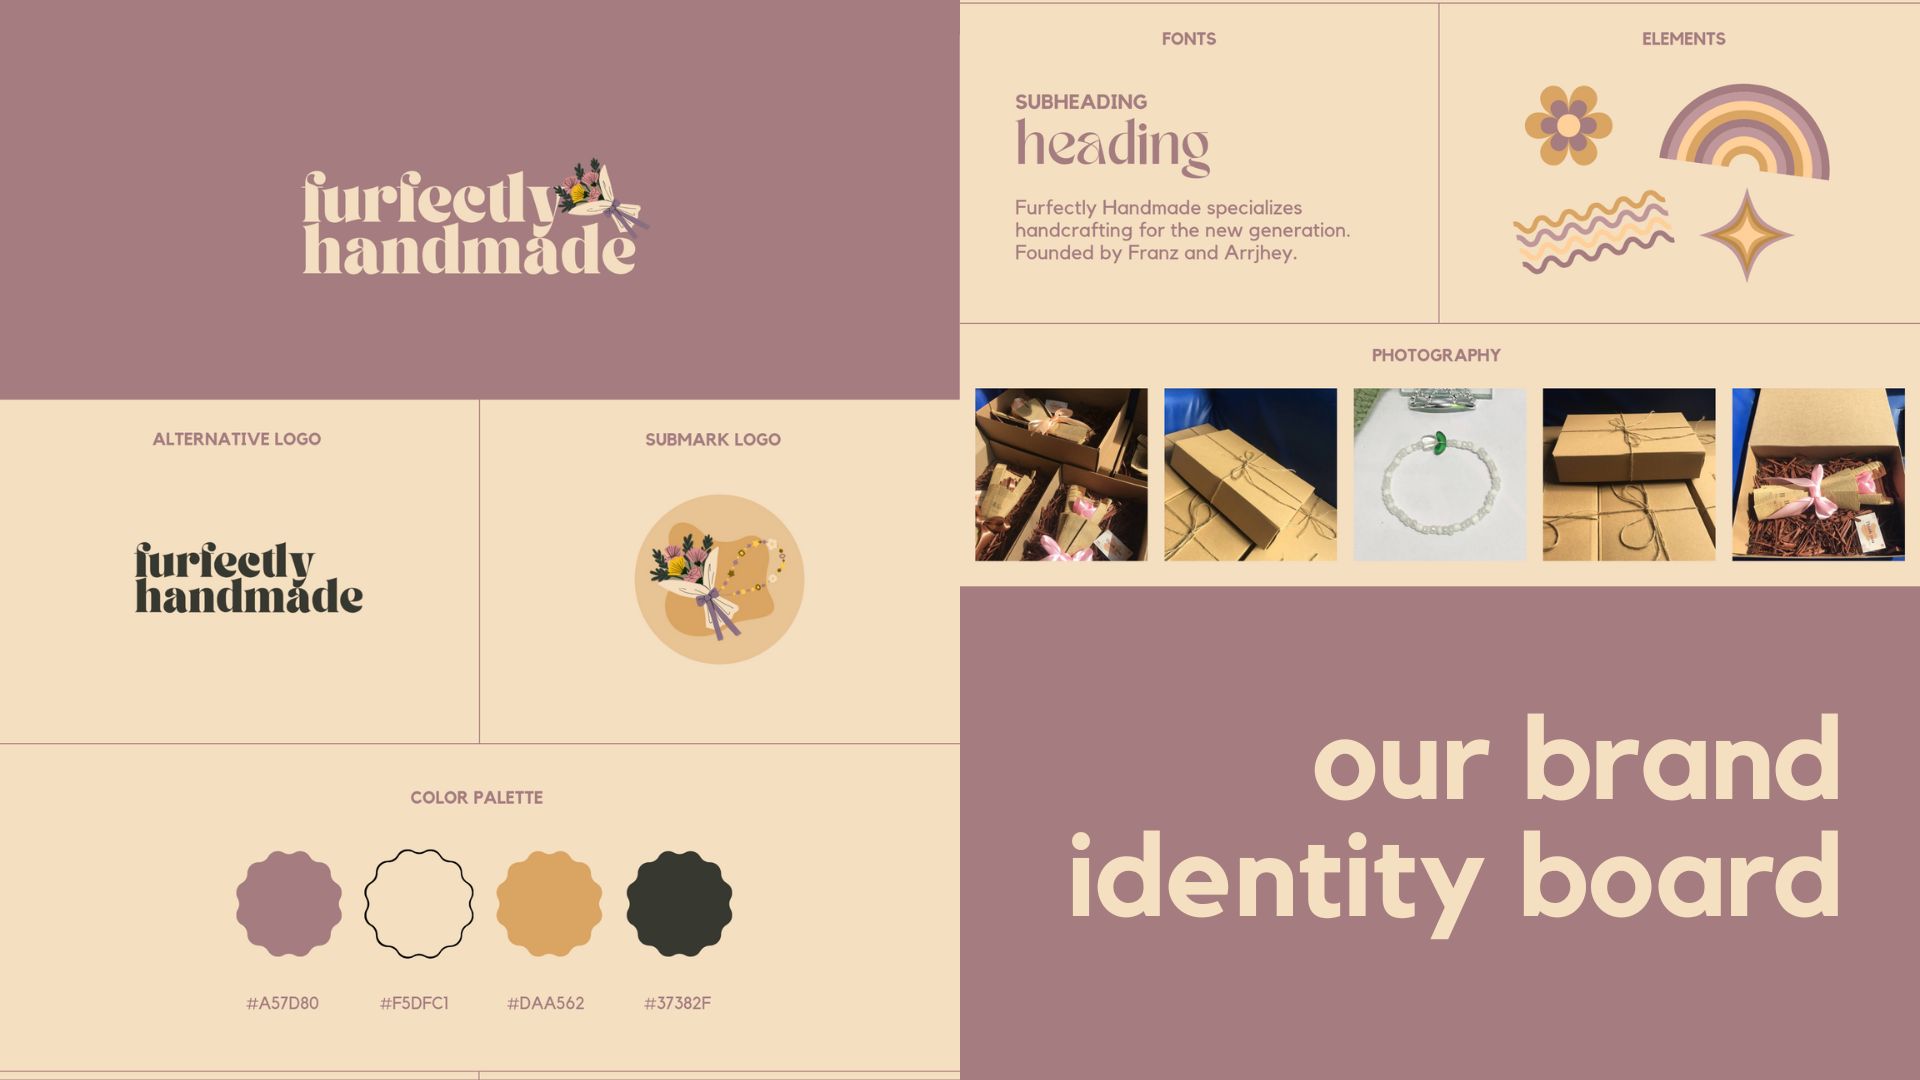 furfectly
handmade
ALTERNATIVE LOGO
furfectly
handmade
SUBMARK LOGO
COLOR PALETTE
#A57D80
#F5DFC1
#DAA562
#37382F
FONTS
SUBHEADING
heading
Furfectly Handmade specializes
handcrafting for the new generation.
Founded by Franz and Arrjhey.
ELEMENTS
PHOTOGRAPHY
our brand
identity board